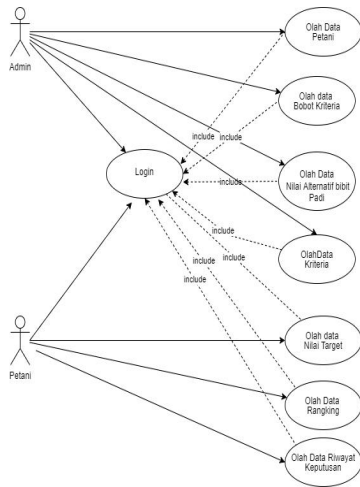 Olah Data
Petani
Admin
Olah data
Bobot Kriteria
include
include
Login
Olah Data
Nilai Alternatif bibit
Padi
include
include
OlahData
Kriteria
include
include
include
Petani
Olah data
Nilai Target
Olah Data
Rangking
Olah Data Riwayat
Keputusan